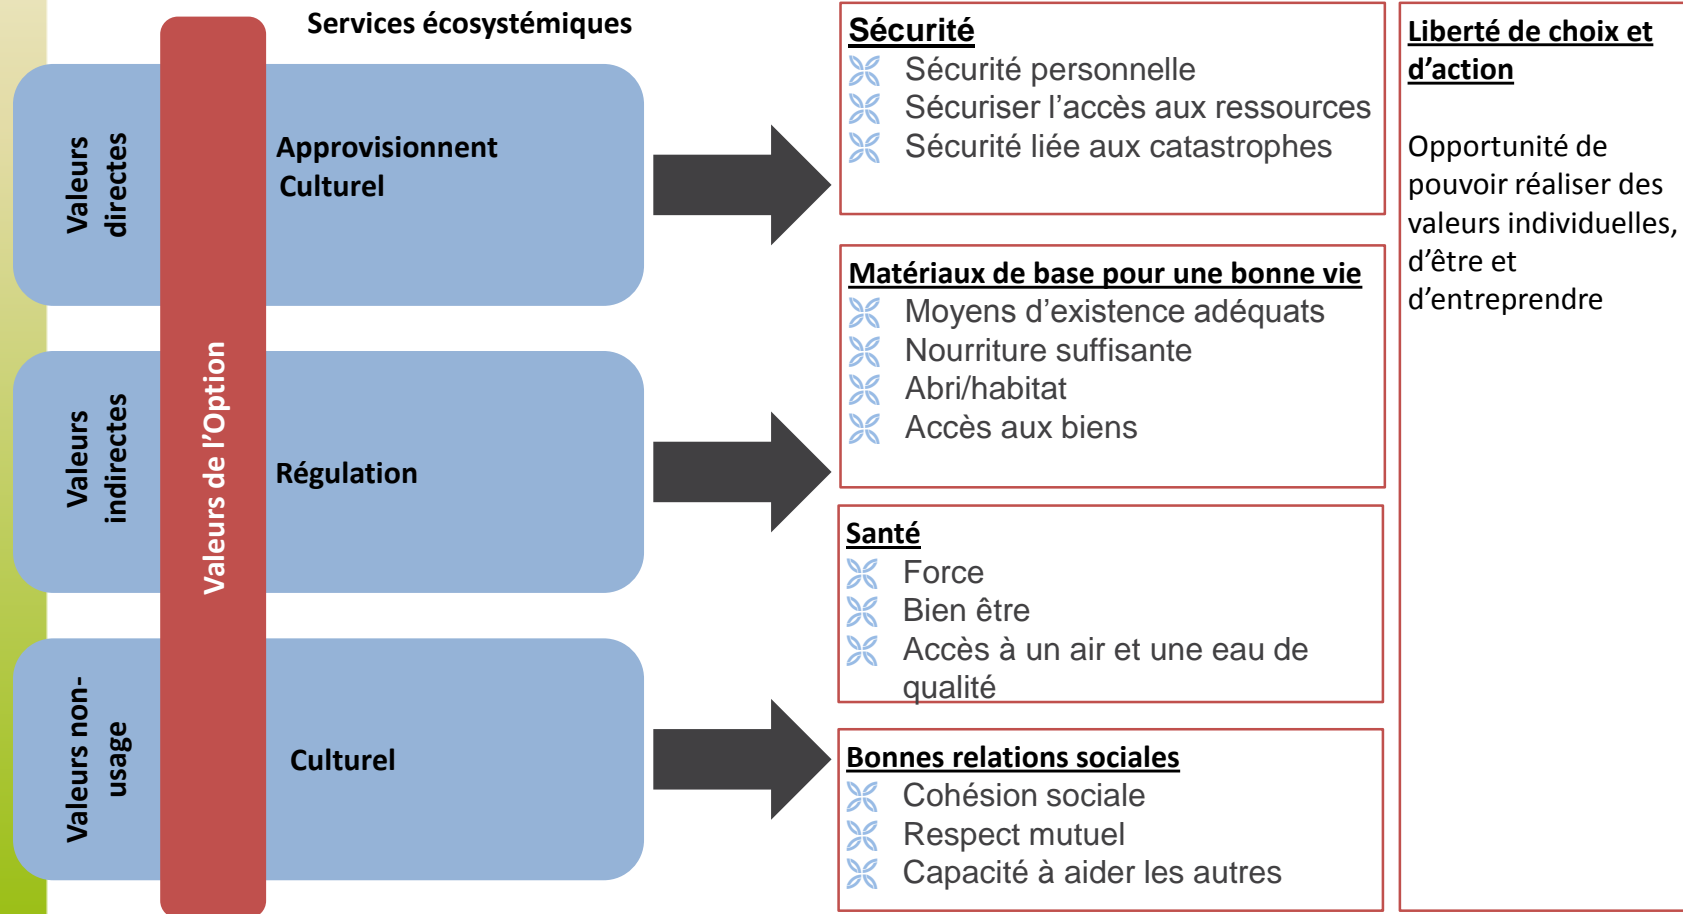 Services écosystémiques
Valeurs
directes
Approvisionnent
Culturel
Valeurs
indirectes
Régulation
Valeurs non-
usage
Culturel
Valeurs de l’Option
Sécurité
Sécurité personnelle
Sécuriser l’accès aux ressources
Sécurité liée aux catastrophes
Matériaux de base pour une bonne vie
Moyens d’existence adéquats
Nourriture suffisante
Abri/habitat
Accès aux biens
Santé
Force
Bien être
Accès à un air et une eau de
qualité
Bonnes relations sociales
Cohésion sociale
Respect mutuel
Capacité à aider les autres
Liberté de choix et
d’action
Opportunité de
pouvoir réaliser des
valeurs individuelles,
d’être et
d’entreprendre